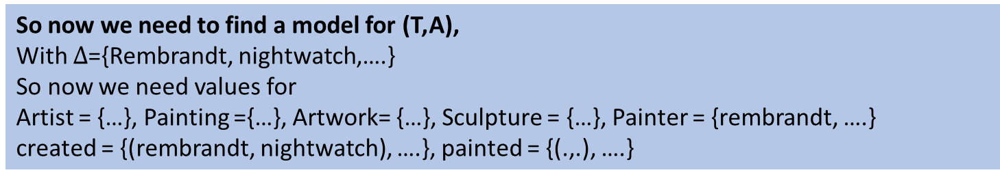 So now we need to find a model for (T,A),
With Δ={Rembrandt, nightwatch,....}
So now we need values for
Artist = {...}, Painting ={...}, Artwork= {...}, Sculpture = {...}, Painter = {rembrandt, ....}
created = {(rembrandt, nightwatch), ....}, painted = {(.,.), ....}